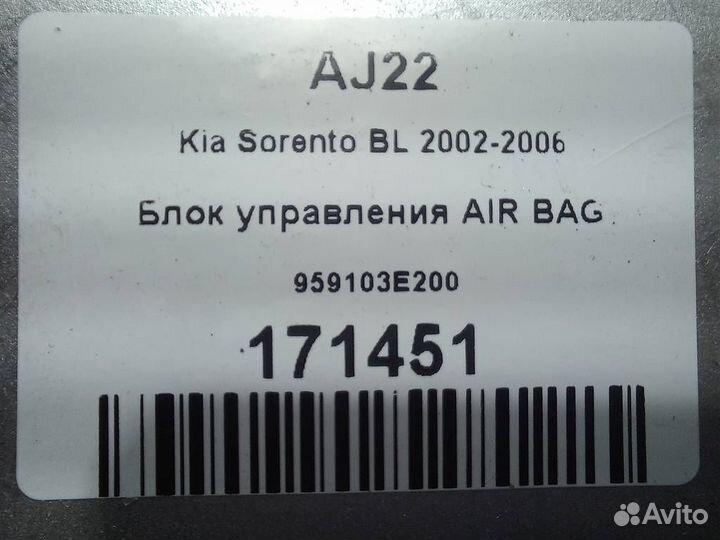 AJ22
Kia Sorento BL 2002-2006
Блок управления AIR BAG
959103E200
171451
Avito